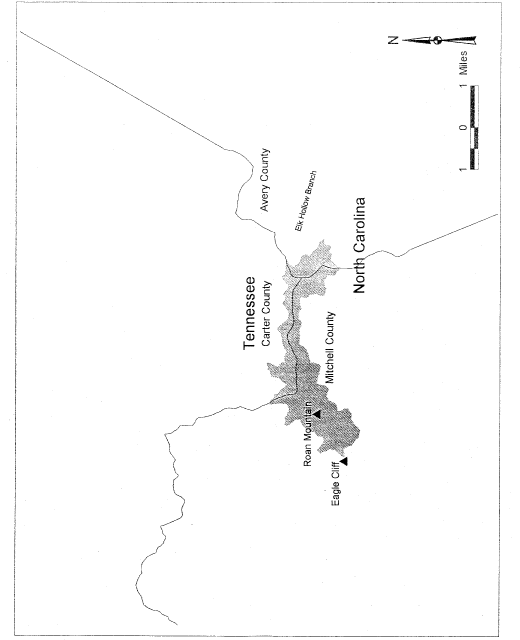 N
1 0 1 Miles
Tennessee
Carter County
Avery County
Elk Hollow Branch
North Carolina
Mitchell County
Roan Mountain
Eagle Cliff